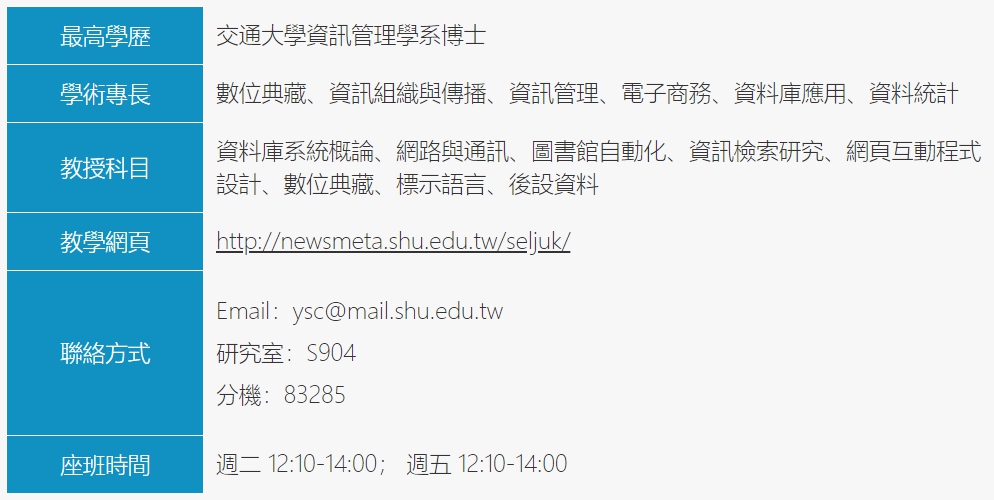 最高學歷
交通大學資訊管理學系博士
學術專長
數位典藏、資訊組織與傳播、資訊管理、電子商務、資料庫應用、資料統計
教授科目
資料庫系統概論、網路與通訊、圖書館自動化、資訊檢索研究、網頁互動程式
設計、數位典藏、標示語言、後設資料
教學網頁
http://newsmeta.shu.edu.tw/seljuk/
聯絡方式
Email：ysc@mail.shu.edu.tw
研究室：S904
分機：83285
座班時間
週二 12:10-14:00； 週五 12:10-14:00